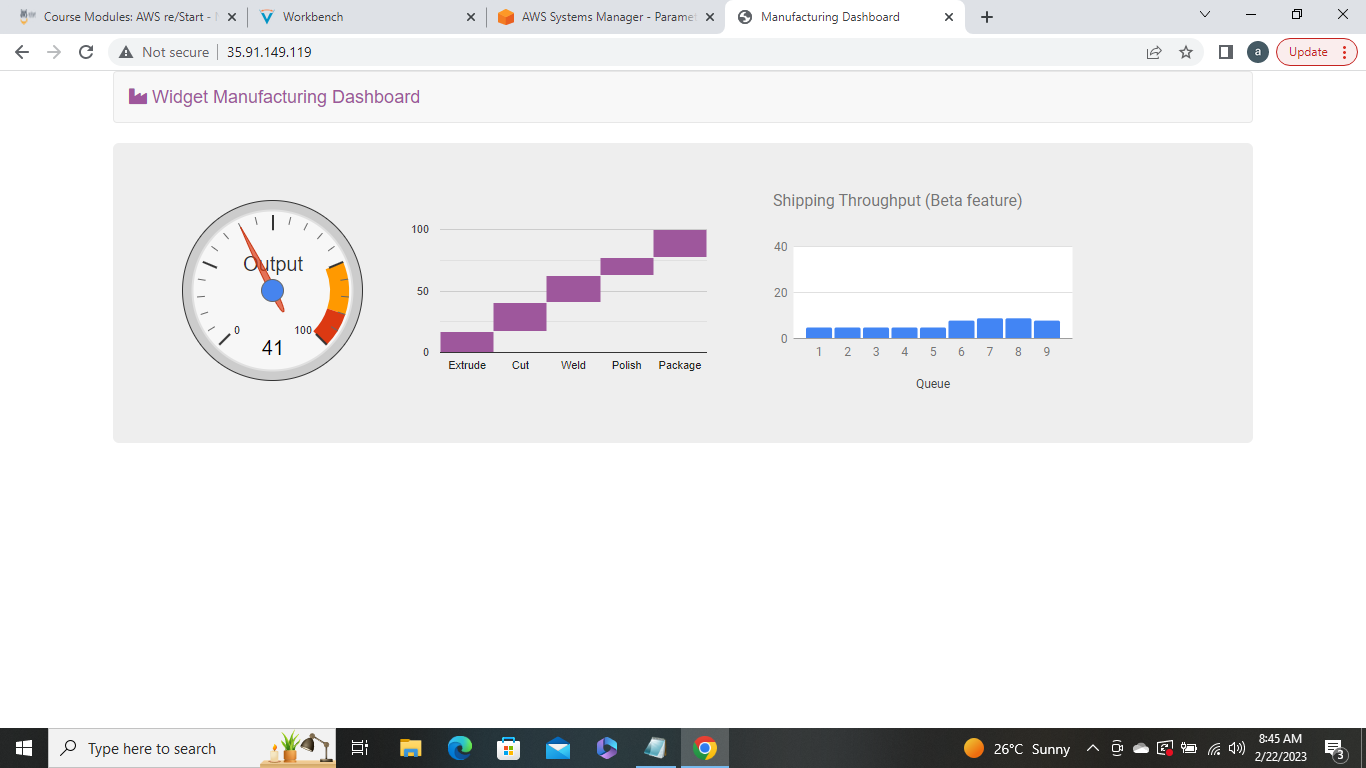 Course Modules: AWS re/Start -
Workbench
AWS Systems Manager - Parame
Manufacturing Dashboard
Not secure
35.91.149.119
a
Update
Widget Manufacturing Dashboard
Output
0
100
41
100
50
0
Extrude
Cut
Weld
Polish
Package
Shipping Throughput (Beta feature)
40
20
0
1 2 3 4 5 6 7 8 9
Queue
Type here to search
26°C Sunny
8:45 AM
2/22/2023
3